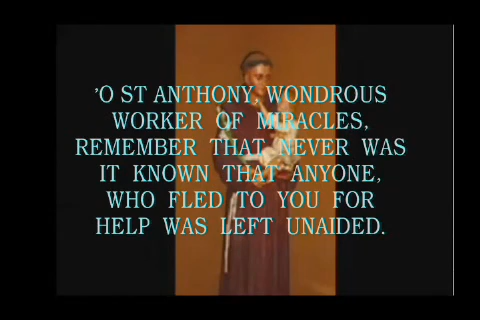 'O ST ANTHONY, WONDROUS
WORKER OF MIRACLES,
REMEMBER THAT NEVER WAS
IT KNOWN THAT ANYONE,
WHO FLED TO YOU FOR
HELP WAS LEFT UNAIDED.